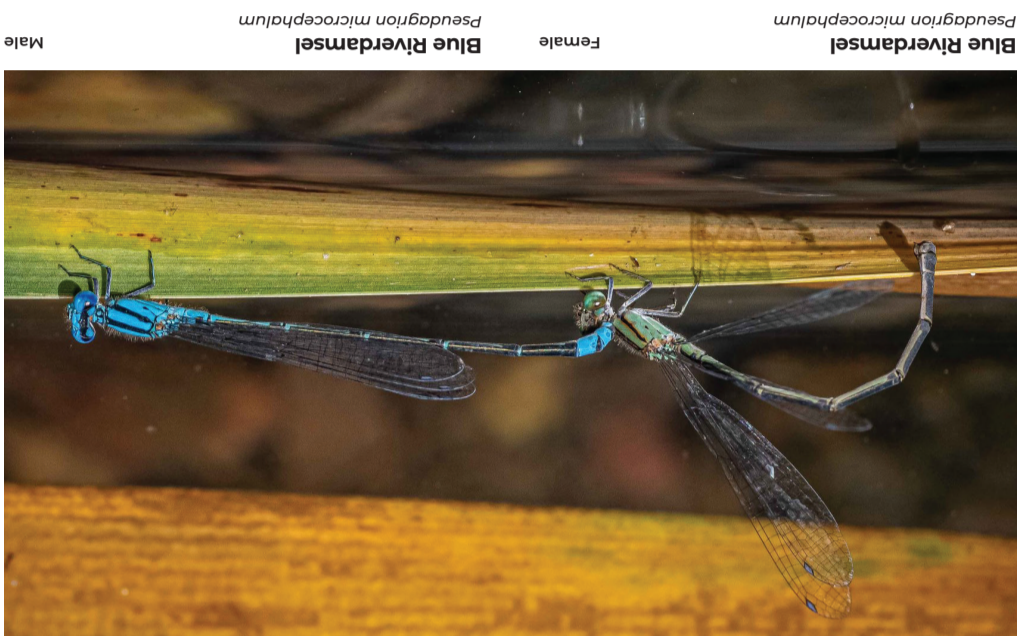 Blue Riverdamsel Female
Pseudagrion microcephalum
Blue Riverdamsel Male
Pseudagrion microcephalum